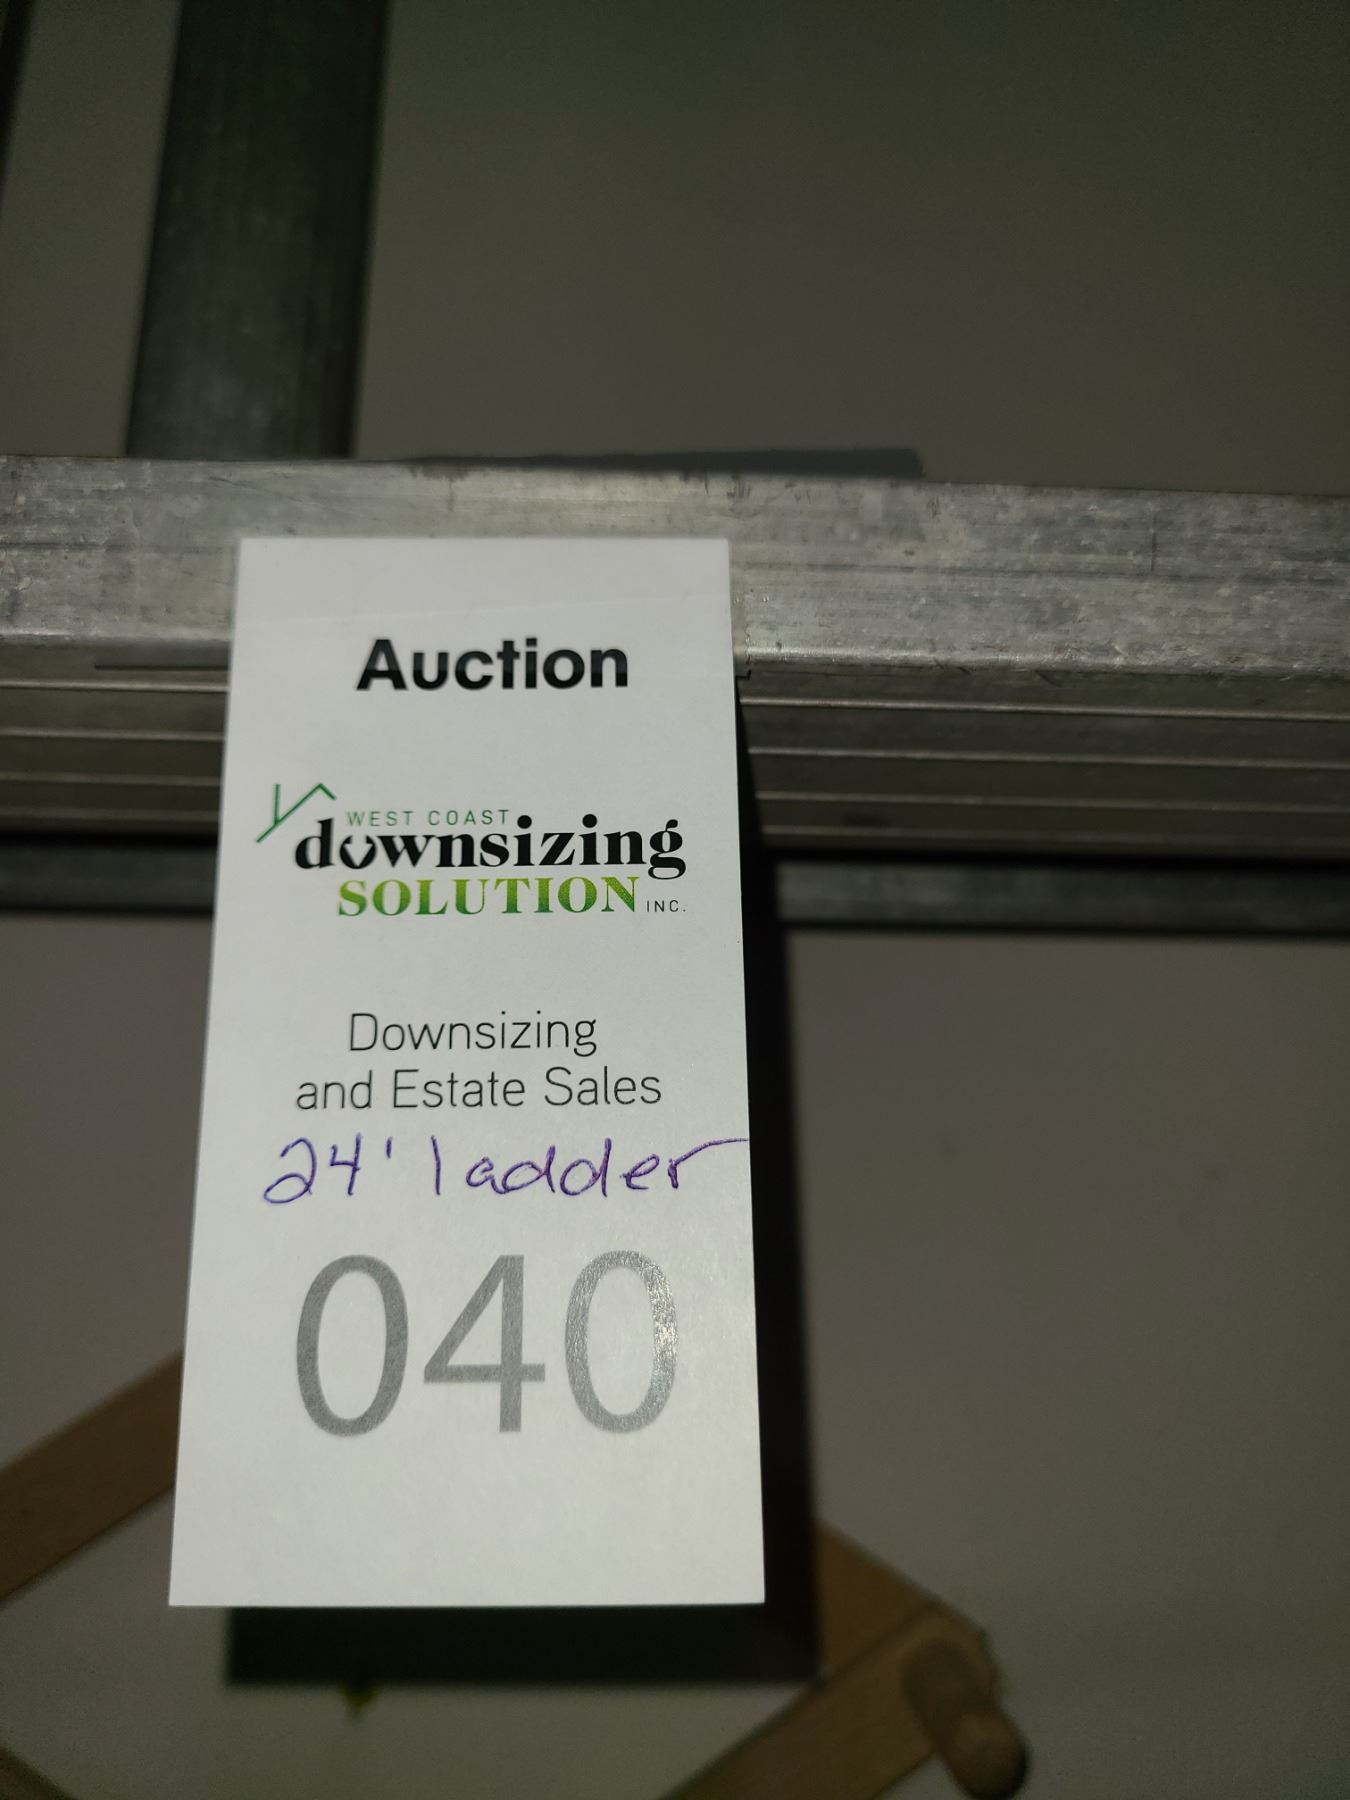 Auction
WEST COAST
downsizing
SOLUTION INC.
Downsizing
and Estate Sales
24' ladder
040